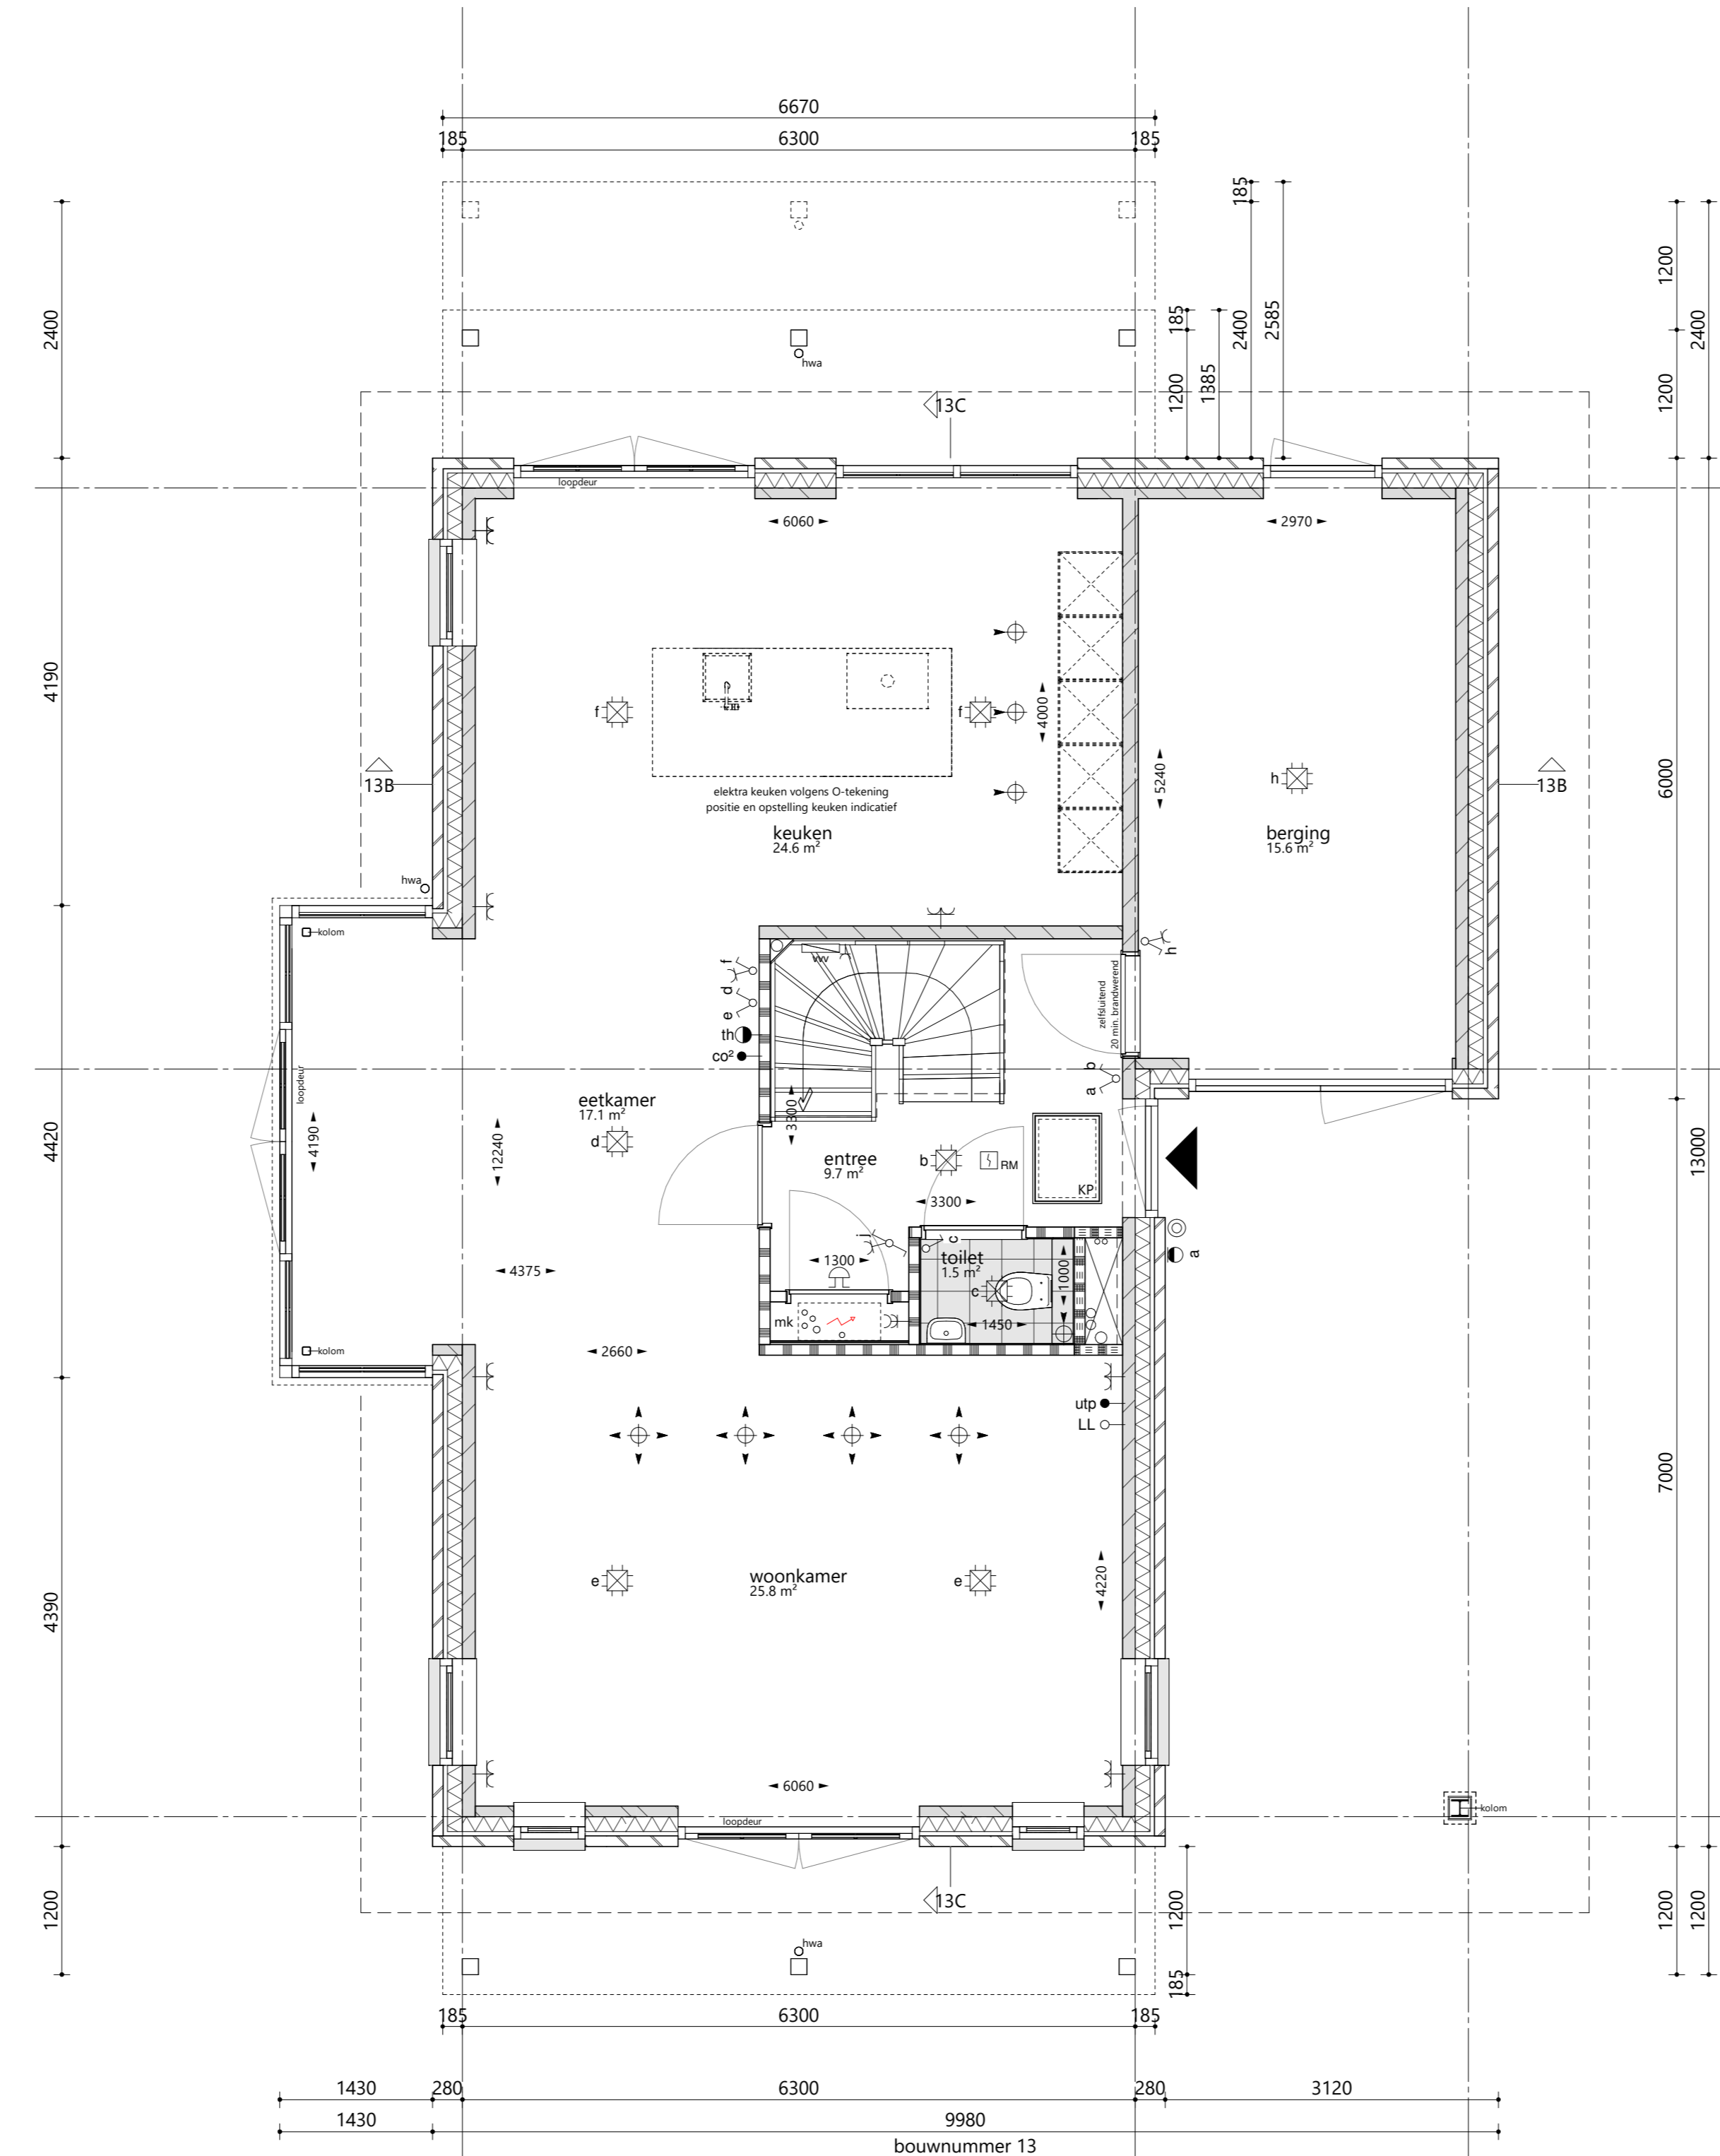 6670
185 6300 185
185
185
2400
2585
1200
1385
1200
1200
2400
2400
hwa
13C
loopdeur
6060
2970
4190
f
f
4000
5240
h
6000
13B
13B
elektra keuken volgens O-tekening
positie en opstelling keuken indicatief
keuken
24.6 m²
berging
15.6 m²
hwa
kolom
vvv
f
d
e
th
co²
h
zelfsluitend
20 min. brandwerend
a b
loopdeur
4190
12240
4420
eetkamer
17.1 m²
d
3300
entree
9.7 m²
b
RM
KP
3300
13000
j
c
toilet
1.5 m²
1300
1000
a
4375
c
mk
1450
kolom
2660
utp
LL
7000
4390
e
woonkamer
25.8 m²
e
4220
6060
loopdeur
kolom
13C
1200
1200
1200
1200
hwa
185
185 6300 185
1430 280 6300 280 3120
1430 9980
bouwnummer 13